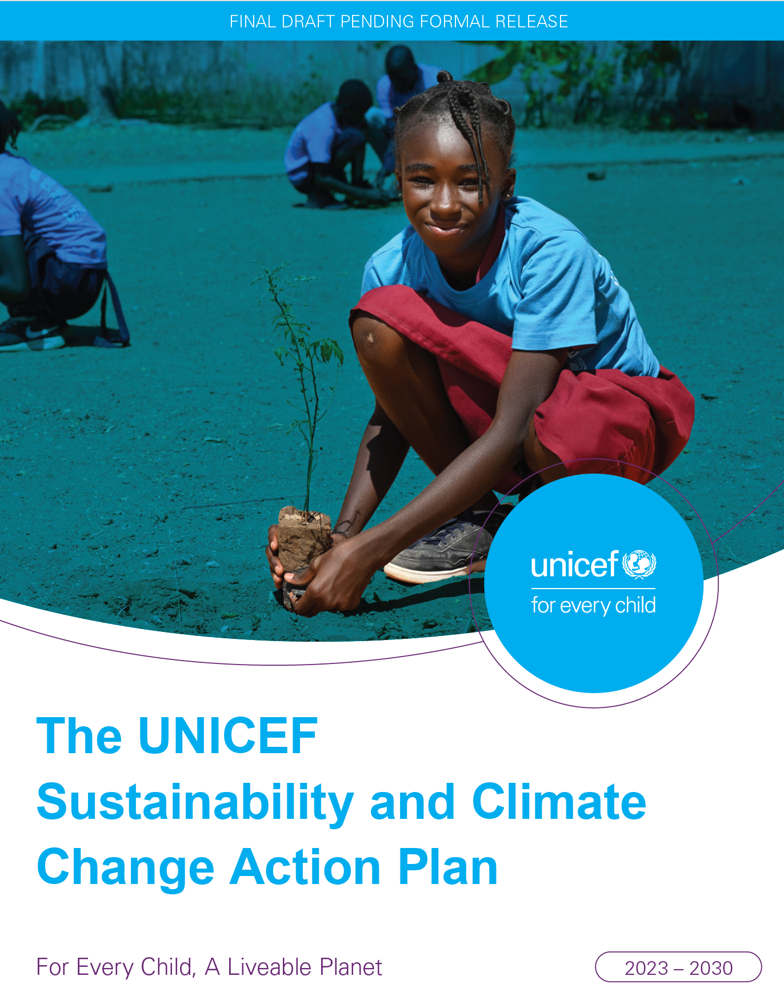 FINAL DRAFT PENDING FORMAL RELEASE
unicef
for every child
The UNICEF
Sustainability and Climate
Change Action Plan
For Every Child, A Liveable Planet
2023 – 2030